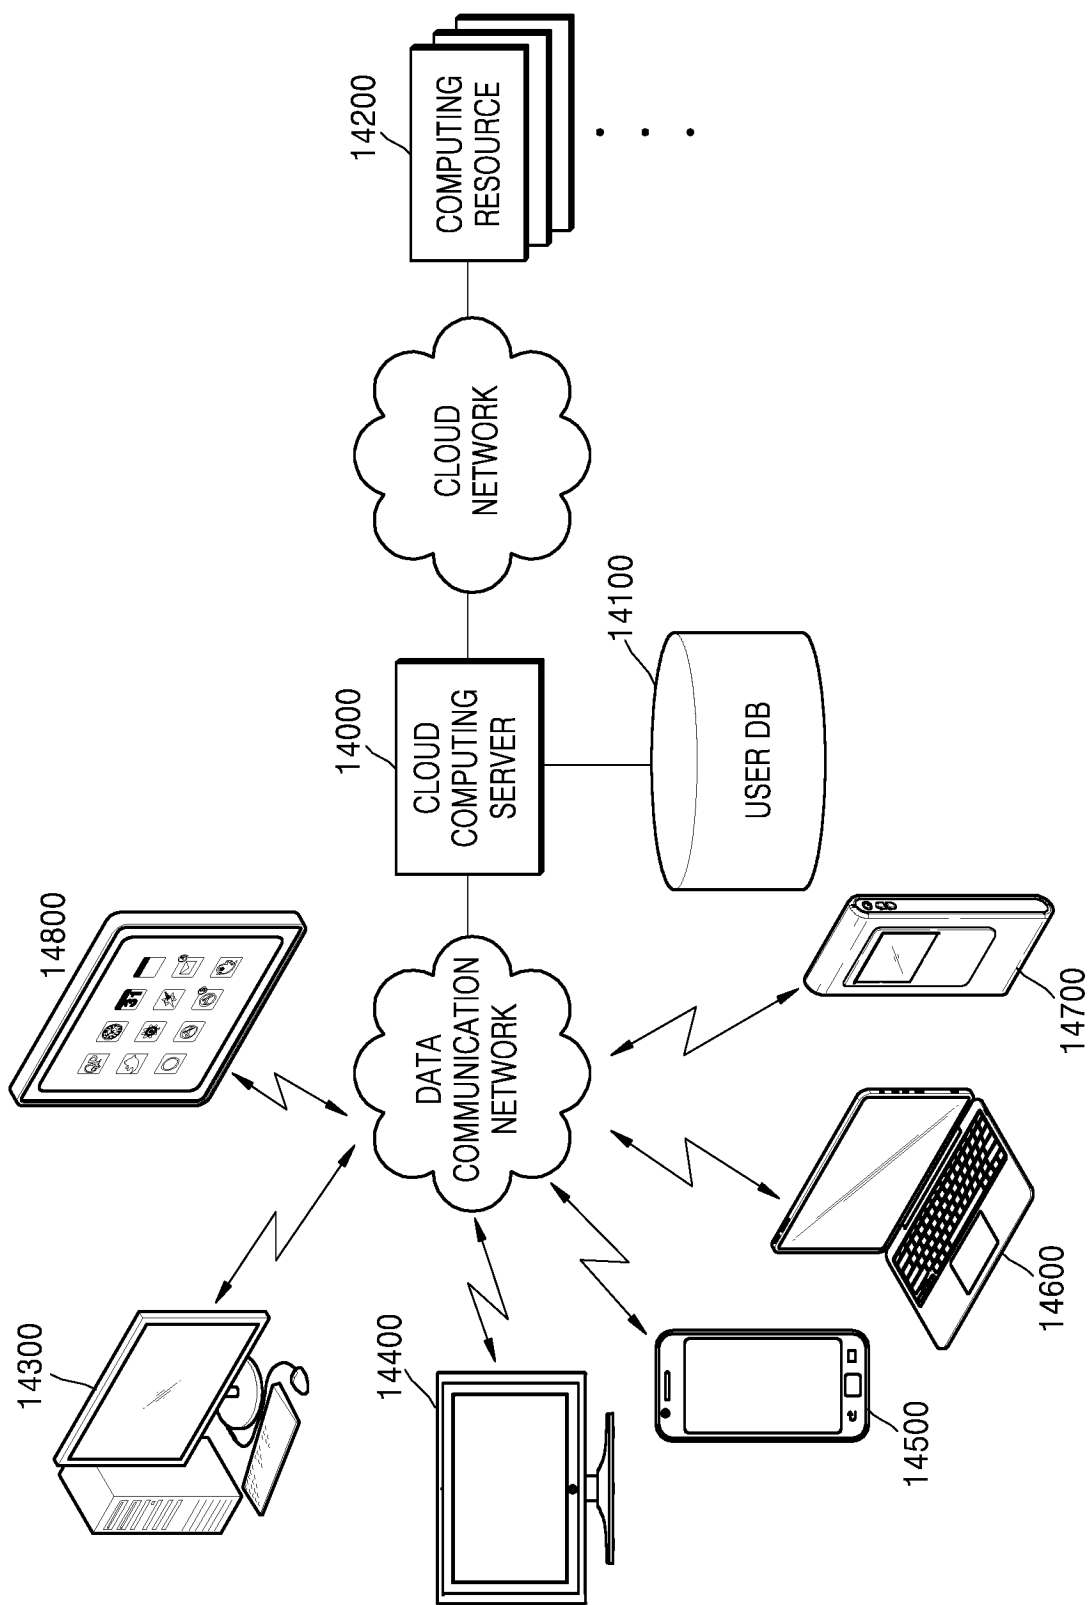 14300
14800
14000
14200
CLOUD
COMPUTING
SERVER
CLOUD
NETWORK
COMPUTING
RESOURCE
DATA
COMMUNICATION
NETWORK
14400
14100
USER DB
14500
14600
14700
31